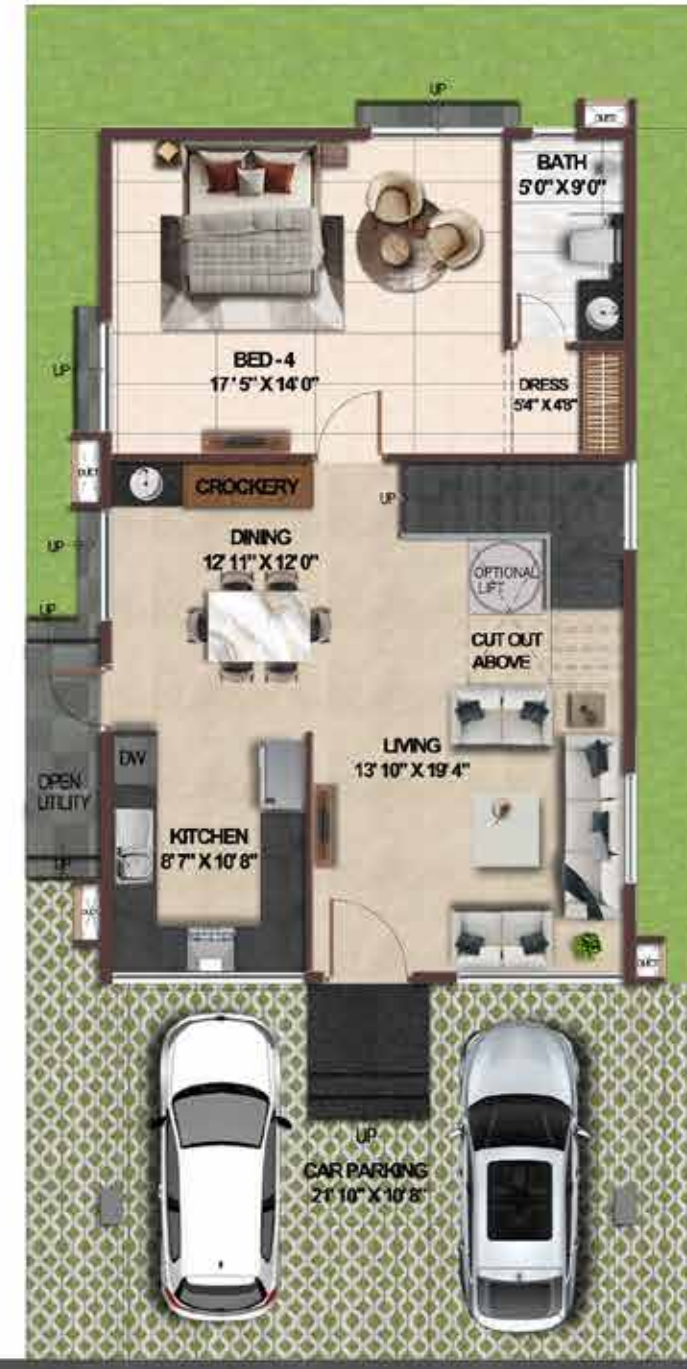 UP
DUCT
BATH
5'0" X 9'0"
BED - 4
17'5" X 14'0"
UP
DRESS
5'4" X 4'8"
DUCT
CROCKERY
UP
DINING
12'11" X 12'0"
UP
OPTIONAL
LIFT
UP
CUT OUT
ABOVE
LIVING
13'10" X 19'4"
DW
OPEN
UTILITY
KITCHEN
8'7" X 10'8"
UP
DUCT
DUCT
UP
CAR PARKING
21'10" X 10'8"